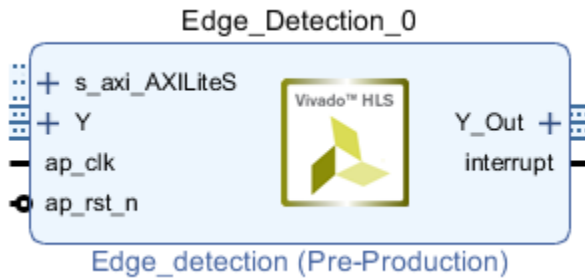 Edge_Detection_0
s_axi_AXILiteS
Y
ap_clk
ap_rst_n
Vivado™ HLS
Y_Out
interrupt
Edge_detection (Pre-Production)